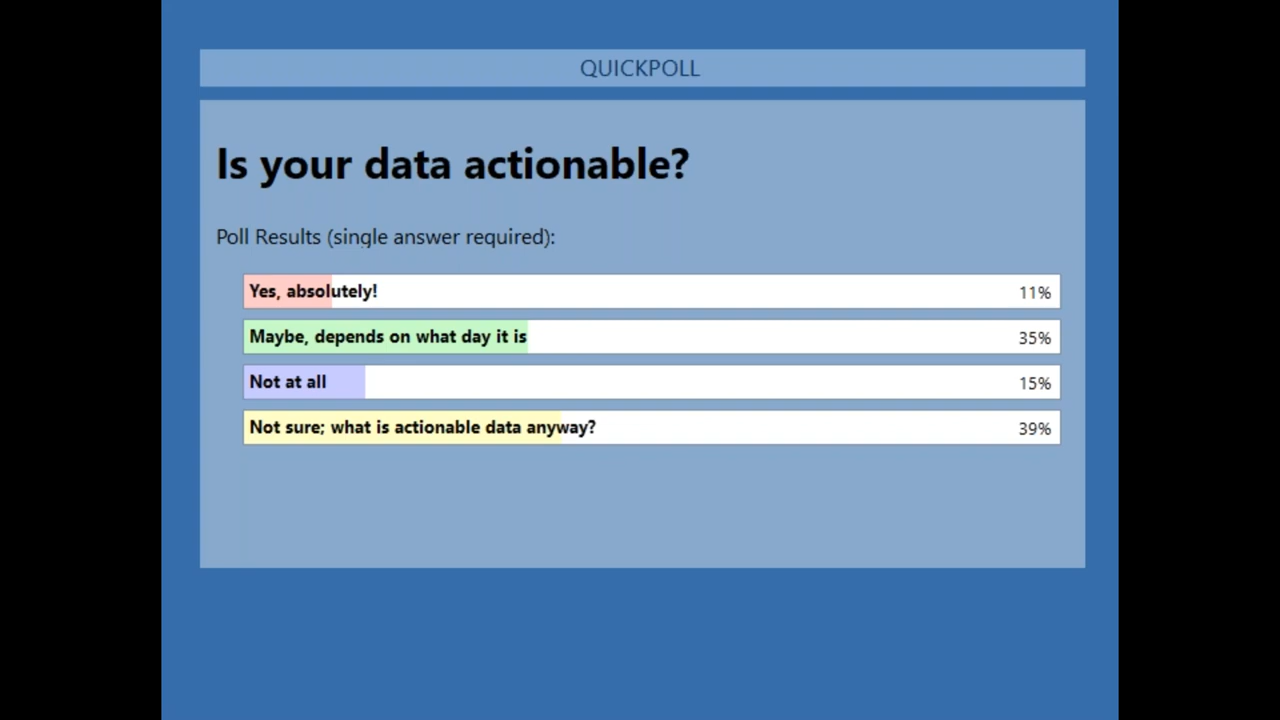 QUICKPOLL
Is your data actionable?
Poll Results (single answer required):
Yes, absolutely! 11%
Maybe, depends on what day it is 35%
Not at all 15%
Not sure; what is actionable data anyway? 39%